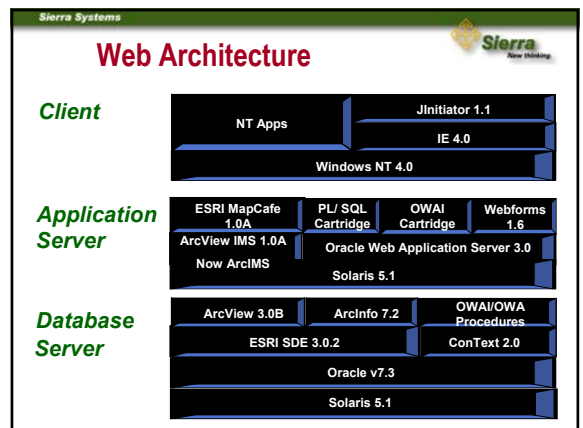 Sierra Systems
Web Architecture
Sierra
New thinking.
Client
NT Apps
JInitiator 1.1
IE 4.0
Windows NT 4.0
Application
Server
ESRI MapCafe
1.0A
PL/ SQL
Cartridge
OWAI
Cartridge
Webforms
1.6
ArcView IMS 1.0A
Now ArcIMS
Oracle Web Application Server 3.0
Solaris 5.1
Database
Server
ArcView 3.0B
ArcInfo 7.2
OWAI/OWA
Procedures
ESRI SDE 3.0.2
ConText 2.0
Oracle v7.3
Solaris 5.1